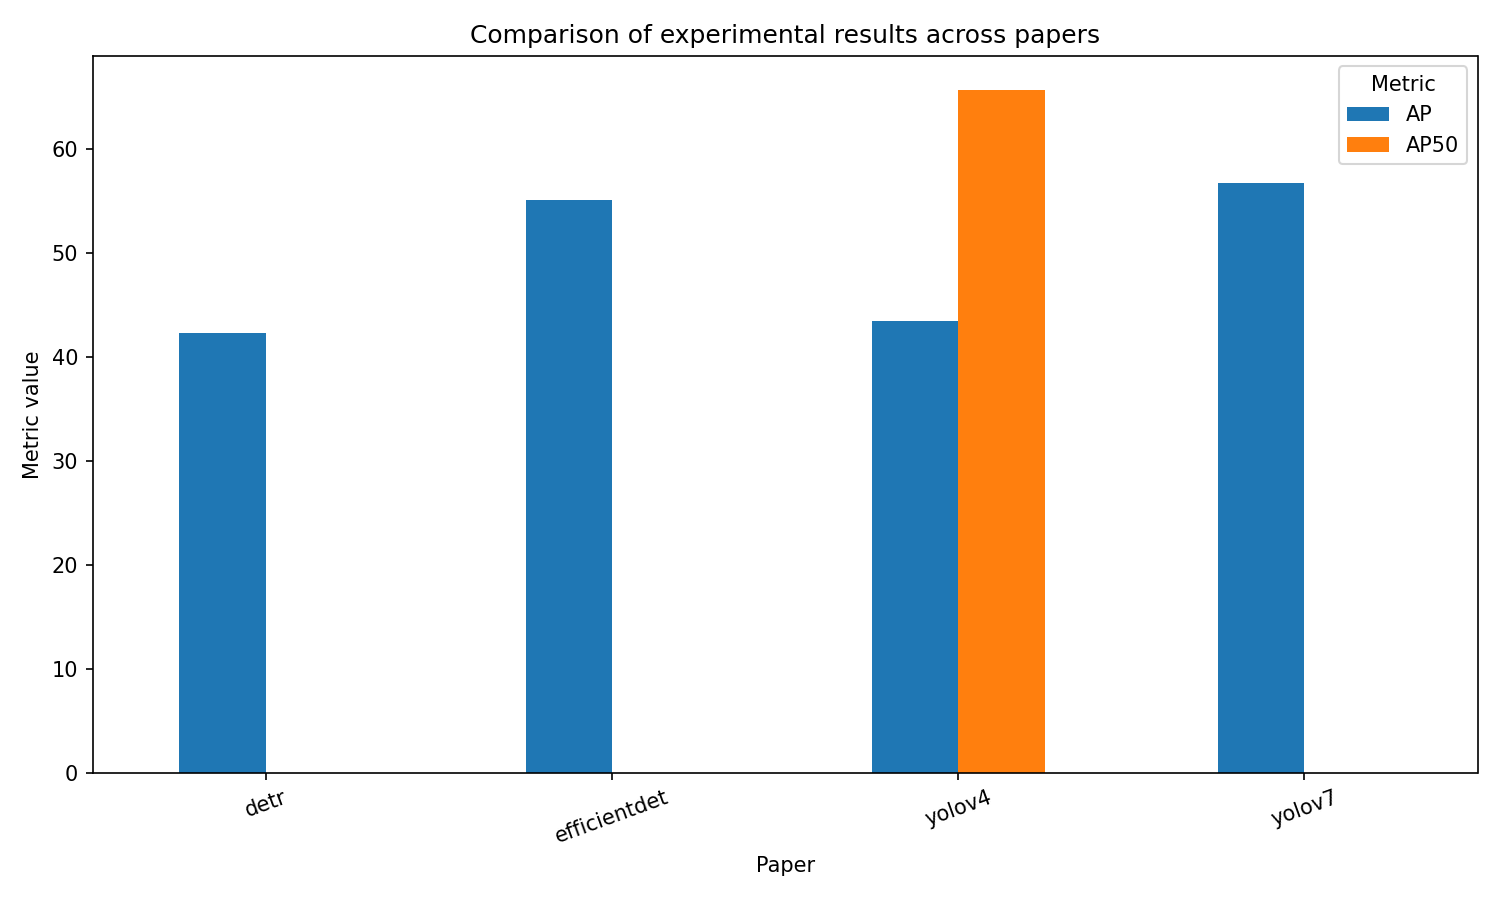 Comparison of experimental results across papers
Metric
AP
AP50
Metric value
60
50
40
30
20
10
0
detr
efficientdet
yolov4
yolov7
Paper